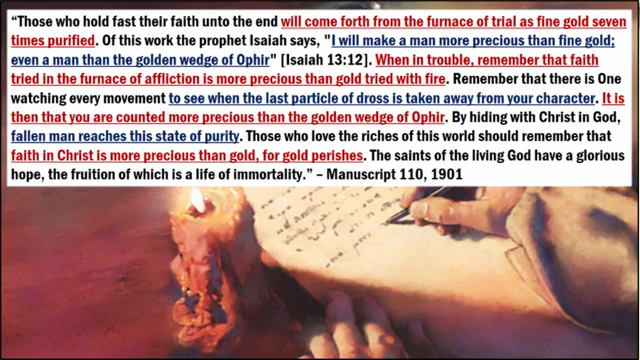 “Those who hold fast their faith unto the end will come forth from the furnace of trial as fine gold seven
times purified. Of this work the prophet Isaiah says, "I will make a man more precious than fine gold;
even a man than the golden wedge of Ophir" [Isaiah 13:12]. When in trouble, remember that faith
tried in the furnace of affliction is more precious than gold tried with fire. Remember that there is One
watching every movement to see when the last particle of dross is taken away from your character. It is
then that you are counted more precious than the golden wedge of Ophir. By hiding with Christ in God,
fallen man reaches this state of purity. Those who love the riches of this world should remember that
faith in Christ is more precious than gold, for gold perishes. The saints of the living God have a glorious
hope, the fruition of which is a life of immortality.” – Manuscript 110, 1901